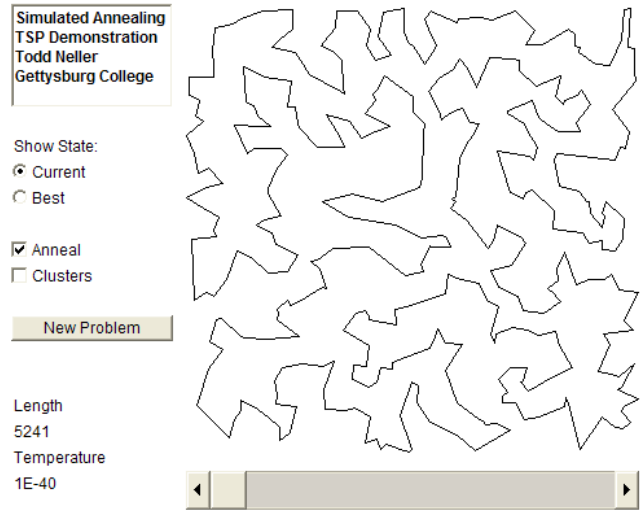 Simulated Annealing
TSP Demonstration
Todd Neller
Gettysburg College
Show State:
Current
Best
Anneal
Clusters
New Problem
Length
5241
Temperature
1E-40